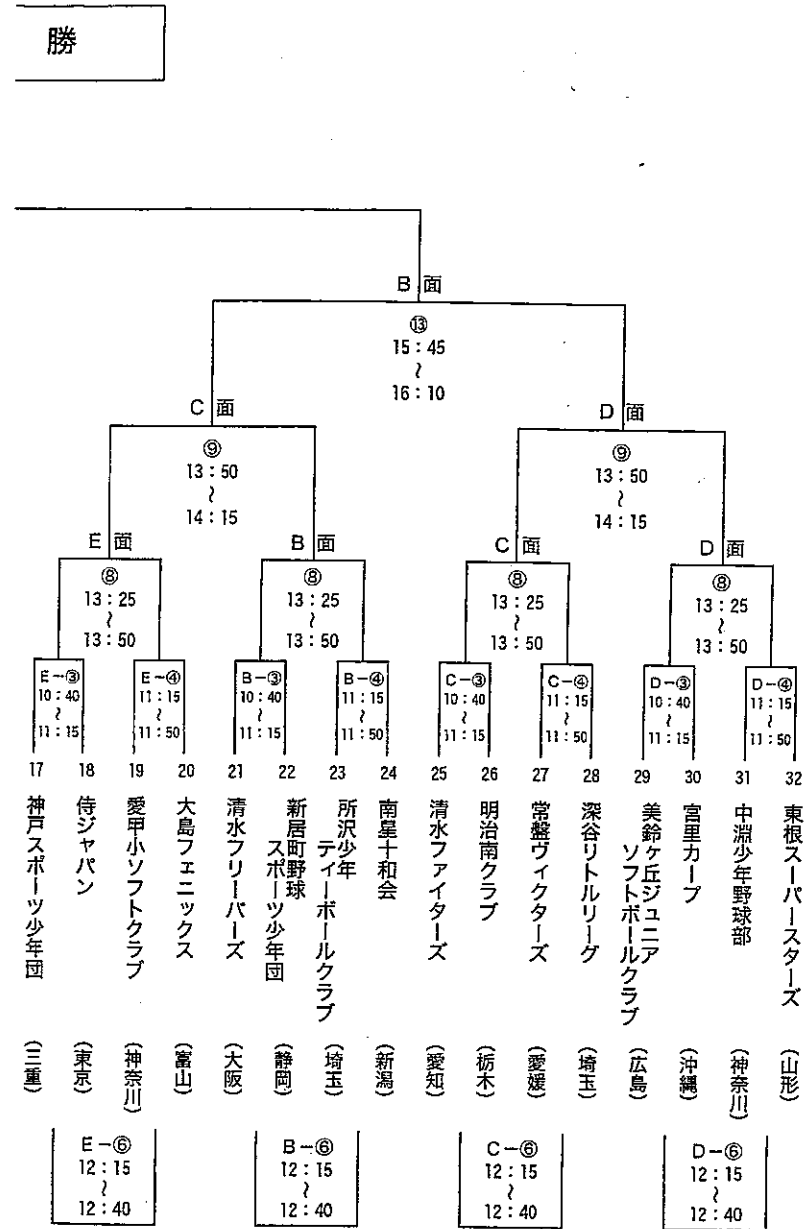 勝
B面
⑬
15：45
～
16：10
C面
D面
⑨
13：50
～
14：15
⑨
13：50
～
14：15
E面
B面
C面
D面
⑧
13：25
～
13：50
⑧
13：25
～
13：50
⑧
13：25
～
13：50
⑧
13：25
～
13：50
E－③
10：40
～
11：15
E－④
11：15
～
11：50
B－③
10：40
～
11：15
B－④
11：15
～
11：50
C－③
10：40
～
11：15
C－④
11：15
～
11：50
D－③
10：40
～
11：15
D－④
11：15
～
11：50
17
神戸スポーツ少年団
（三重）
18
侍ジャパン
（東京）
19
愛甲小ソフトクラブ
（神奈川）
20
大島フェニックス
（富山）
21
清水フリーバーズ
（大阪）
22
新居町野球
スポーツ少年団
（静岡）
23
所沢少年
ティーボールクラブ
（埼玉）
24
南星十和会
（新潟）
25
清水ファイターズ
（愛知）
26
明治南クラブ
（栃木）
27
常盤ヴィクターズ
（愛媛）
28
深谷リトルリーグ
（埼玉）
29
美鈴ヶ丘ジュニア
ソフトボールクラブ
（広島）
30
宮里カープ
（沖縄）
31
中淵少年野球部
（神奈川）
32
東根スーパースターズ
（山形）
E－⑥
12：15
～
12：40
B－⑥
12：15
～
12：40
C－⑥
12：15
～
12：40
D－⑥
12：15
～
12：40